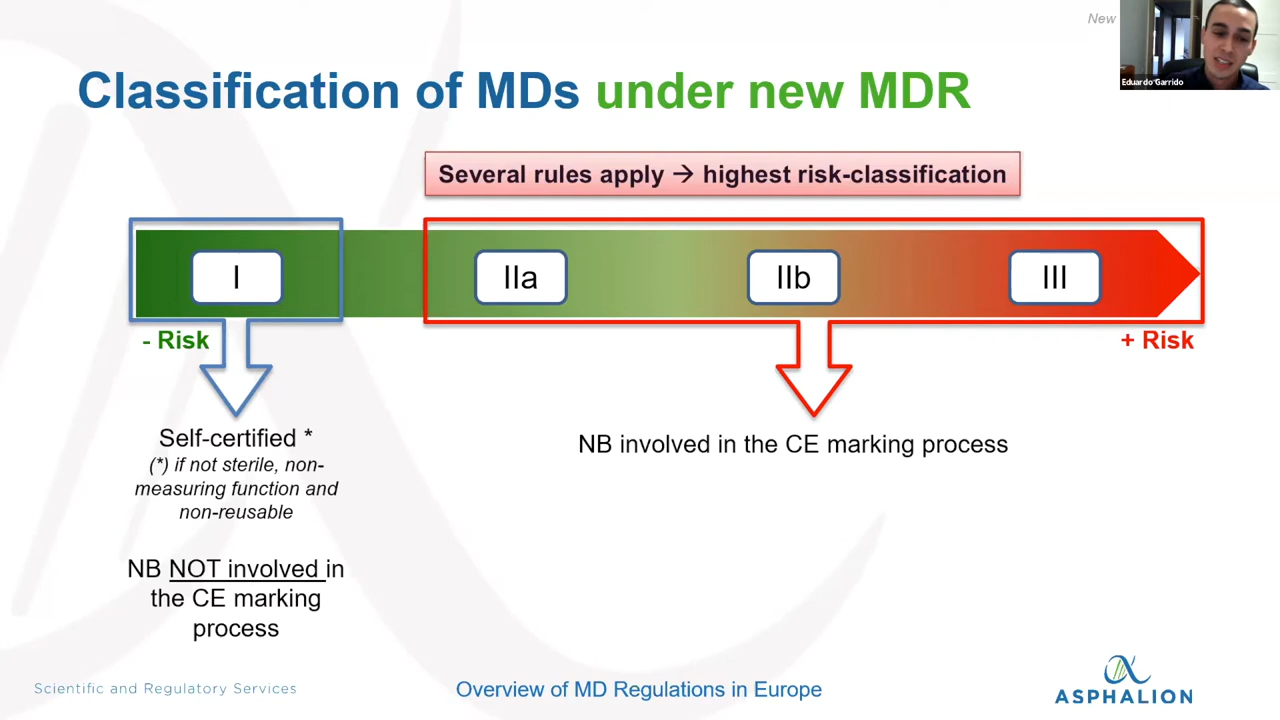 New
Eduardo Garrido
Classification of MDs under new MDR
Several rules apply → highest risk-classification
I
IIa
IIb
III
- Risk
+ Risk
Self-certified *
(*) if not sterile, non-
measuring function and
non-reusable
NB involved in the CE marking process
NB NOT involved in
the CE marking
process
Scientific and Regulatory Services
Overview of MD Regulations in Europe
ASPHALION